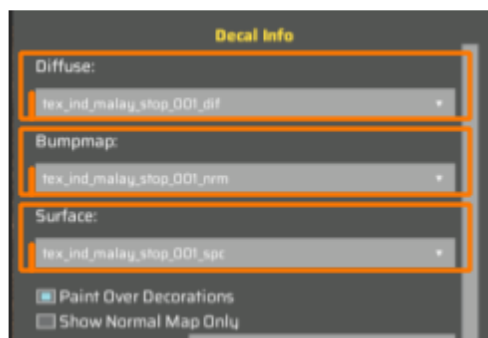 Decal Info
Diffuse:
tex_ind_malay_stop_001_dif
Bumpmap:
tex_ind_malay_stop_001_nrm
Surface:
tex_ind_malay_stop_001_spc
Paint Over Decorations
Show Normal Map Only